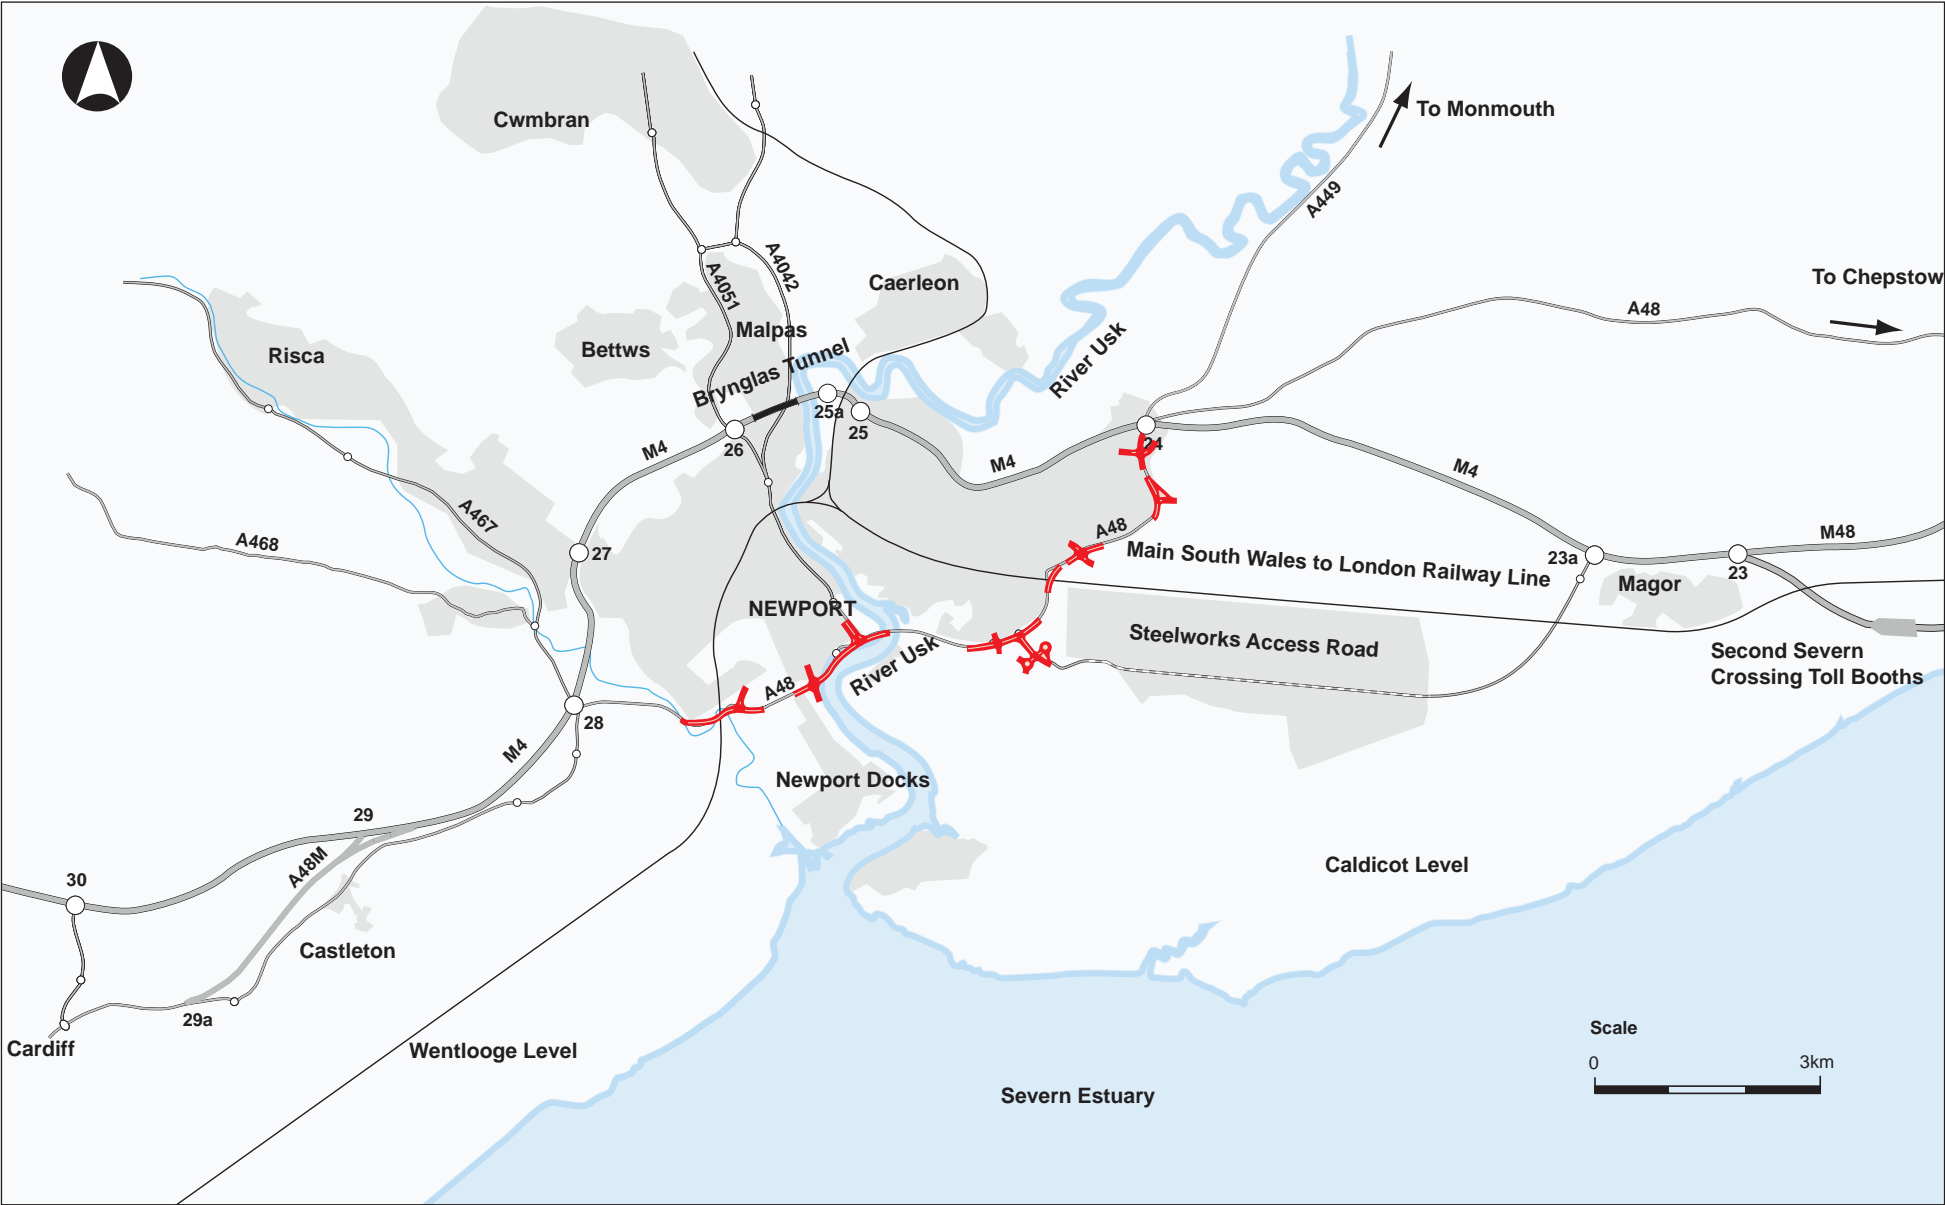 Cwmbran
To Monmouth
A449
A4042
A4051
Caerleon
To Chepstow
A48
Malpas
Bettws
Risca
Brynglas Tunnel
River Usk
25a
25
26
24
M4
M4
M4
A467
A468
A48
27
Main South Wales to London Railway Line
23a
M48
23
Magor
NEWPORT
Steelworks Access Road
River Usk
Second Severn
Crossing Toll Booths
A48
28
M4
Newport Docks
29
A48M
30
Caldicot Level
Castleton
29a
Cardiff
Wentlooge Level
Severn Estuary
Scale
0
3km